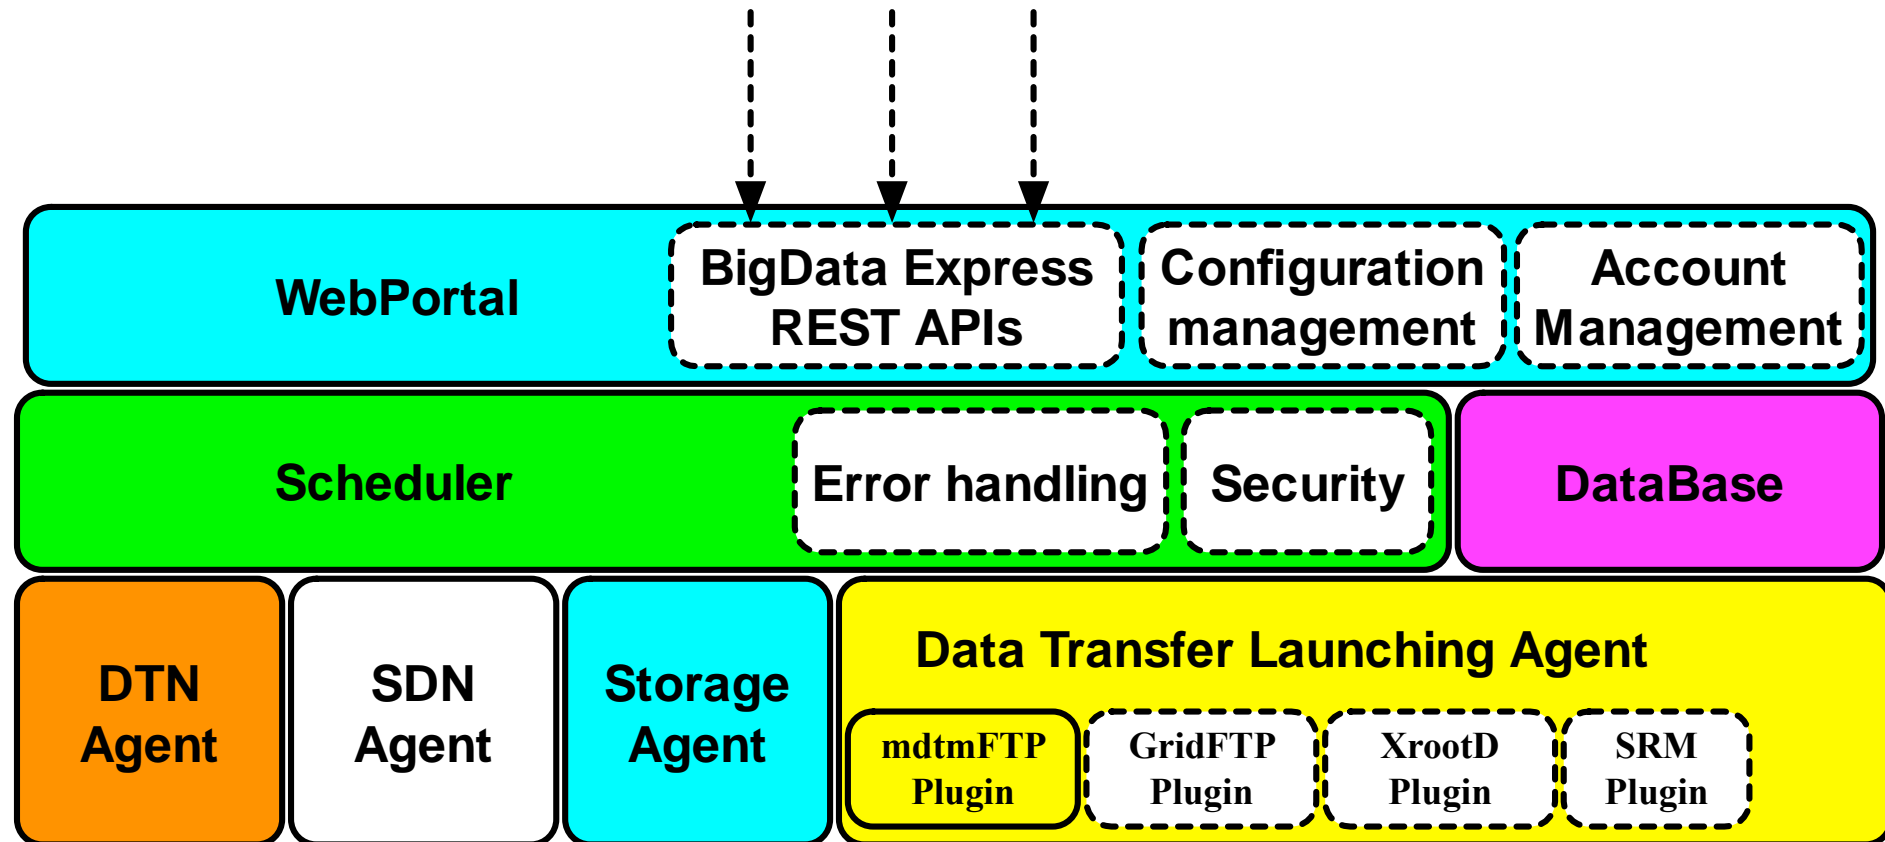 WebPortal
BigData Express
REST APIs
Configuration
management
Account
Management
Scheduler
Error handling
Security
DataBase
DTN
Agent
SDN
Agent
Storage
Agent
Data Transfer Launching Agent
mdtmFTP
Plugin
GridFTP
Plugin
XrootD
Plugin
SRM
Plugin